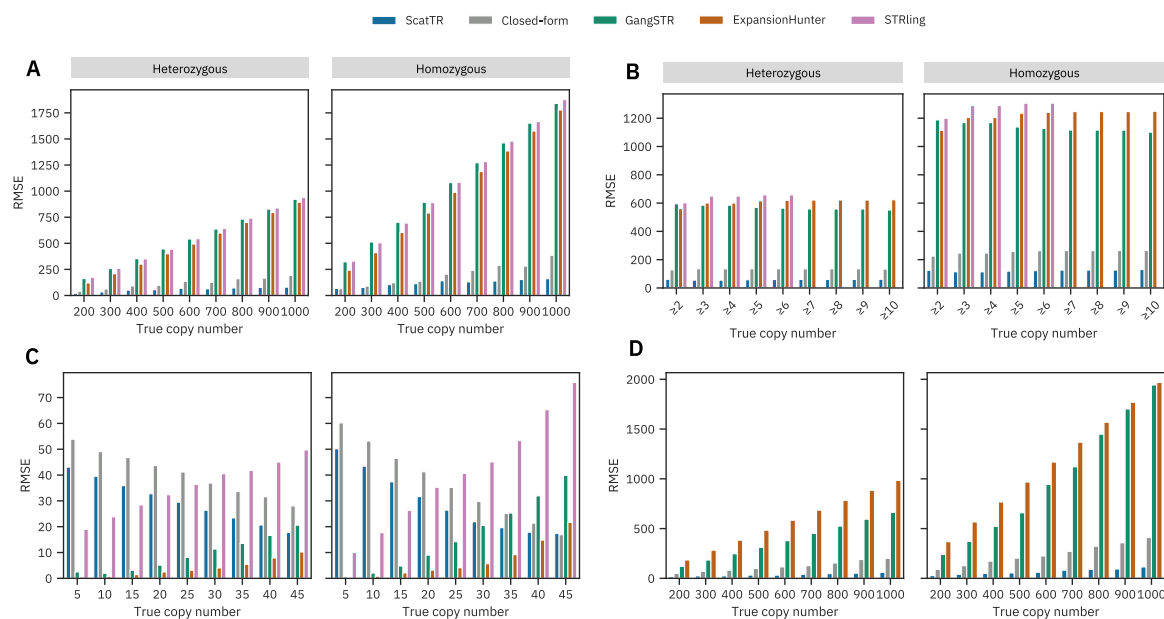 ScatTR Closed-form GangSTR ExpansionHunter STRling
A
Heterozygous Homozygous
RMSE
1750
1500
1250
1000
750
500
250
0
200 300 400 500 600 700 800 900 1000 200 300 400 500 600 700 800 900 1000
True copy number True copy number
B
Heterozygous Homozygous
RMSE
1200
1000
800
600
400
200
0
≥2 ≥3 ≥4 ≥5 ≥6 ≥7 ≥8 ≥9 ≥10 ≥2 ≥3 ≥4 ≥5 ≥6 ≥7 ≥8 ≥9 ≥10
True copy number True copy number
C
RMSE
70
60
50
40
30
20
10
0
5 10 15 20 25 30 35 40 45 5 10 15 20 25 30 35 40 45
True copy number True copy number
D
RMSE
2000
1500
1000
500
0
200 300 400 500 600 700 800 900 1000 200 300 400 500 600 700 800 900 1000
True copy number True copy number